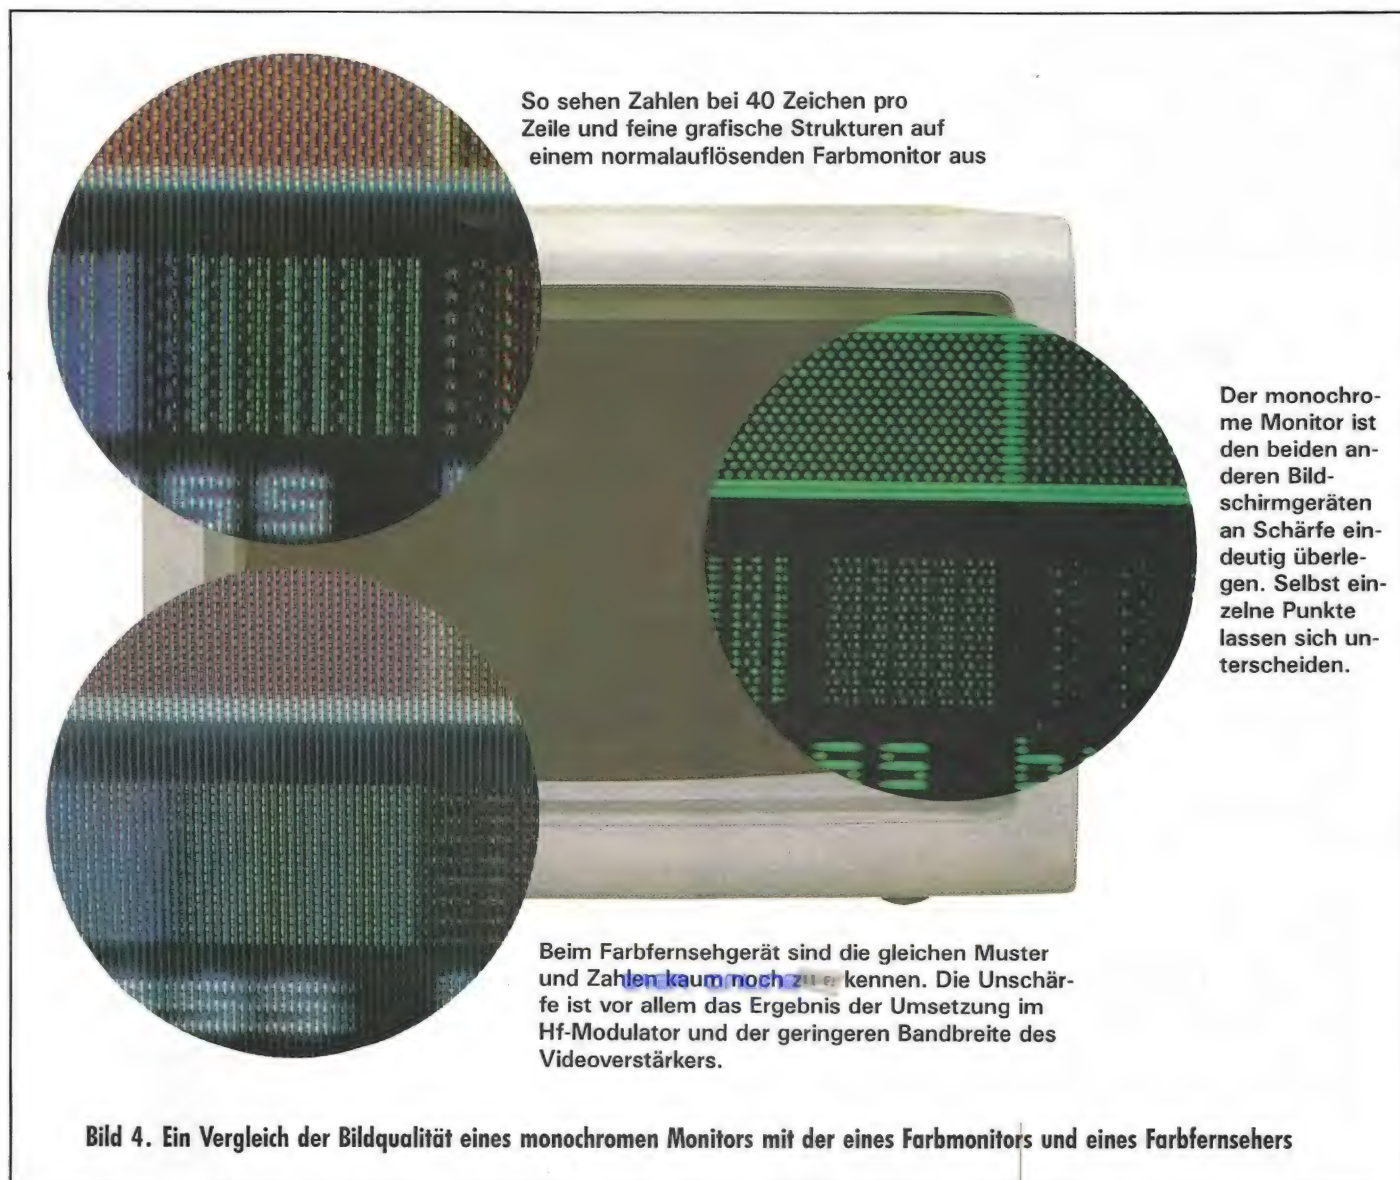 So sehen Zahlen bei 40 Zeichen pro
Zeile und feine grafische Strukturen auf
einem normalauflösenden Farbmonitor aus
Der monochro-
me Monitor ist
den beiden an-
deren Bild-
schirmgeräten
an Schärfe ein-
deutig überle-
gen. Selbst ein-
zelne Punkte
lassen sich un-
terscheiden.
Beim Farbfernsehgerät sind die gleichen Muster
und Zahlen kaum noch zu kennen. Die Unschär-
fe ist vor allem das Ergebnis der Umsetzung im
Hf-Modulator und der geringeren Bandbreite des
Videoverstärkers.
Bild 4. Ein Vergleich der Bildqualität eines monochromen Monitors mit der eines Farbmonitors und eines Farbfernsehers